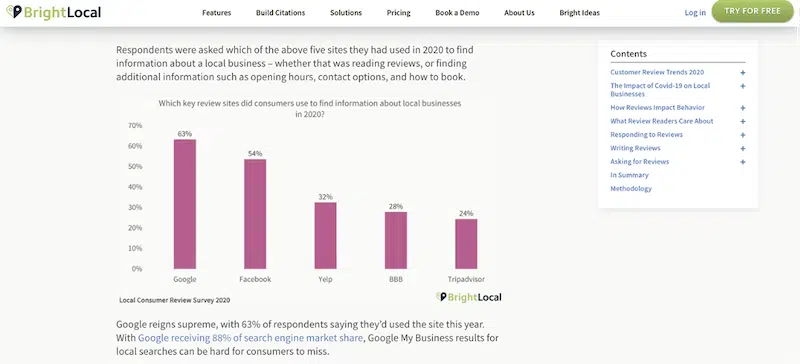 BrightLocal
Features Build Citations Solutions Pricing Book a Demo About Us Bright Ideas Log in TRY FOR FREE
Respondents were asked which of the above five sites they had used in 2020 to find
information about a local business – whether that was reading reviews, or finding
additional information such as opening hours, contact options, and how to book.
Which key review sites did consumers use to find information about local businesses
in 2020?
70%
60%
50%
40%
30%
20%
10%
0%
63%
54%
32%
28%
24%
Google Facebook Yelp BBB Tripadvisor
Local Consumer Review Survey 2020
BrightLocal
Google reigns supreme, with 63% of respondents saying they'd used the site this year.
With Google receiving 88% of search engine market share, Google My Business results for
local searches can be hard for consumers to miss.
Contents
Customer Review Trends 2020 +
The Impact of Covid-19 on Local +
Businesses
How Reviews Impact Behavior +
What Review Readers Care About +
Responding to Reviews +
Writing Reviews +
Asking for Reviews +
In Summary
Methodology